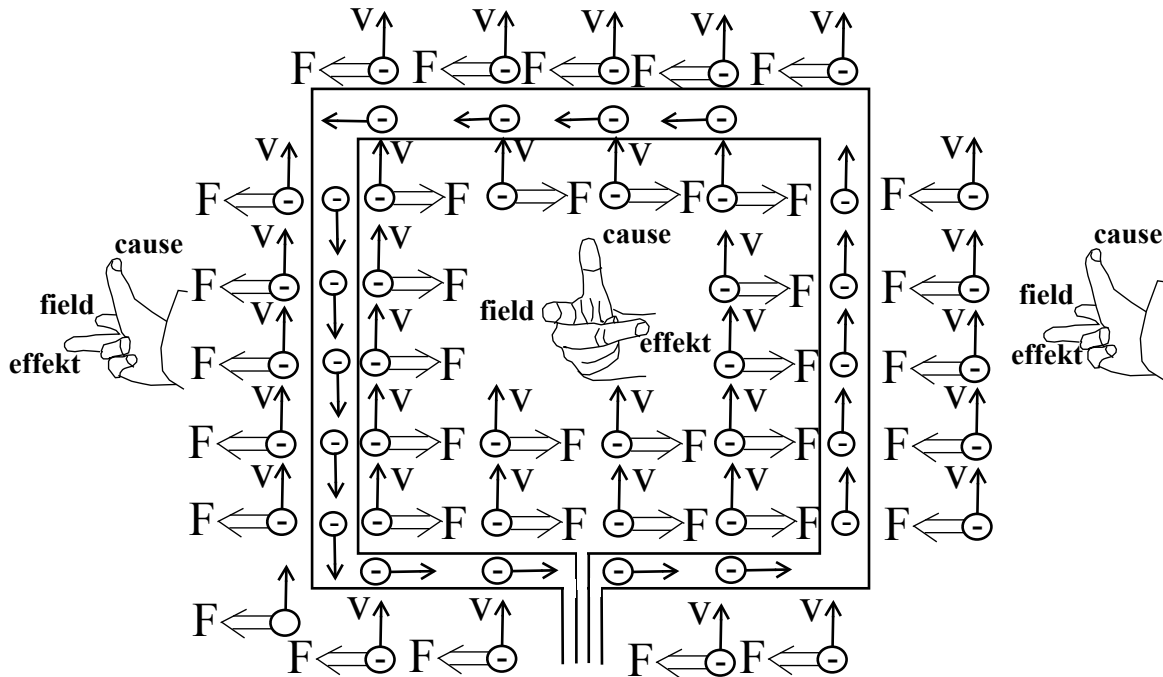 v v v v v
F - F - F - F - F -
- - - -
v v v v v
F - - - F - F - F - F - F -
cause v v cause v v cause
F - - - F - F - F -
field v v field v v field
effekt F - - - F effekt - F - F - effekt
v v v v v v
F - - - F - F - F - F - F -
v v v v v v
F - - - F - F - F - F - F -
- - - -
v v v v
F
F - F - F - F -